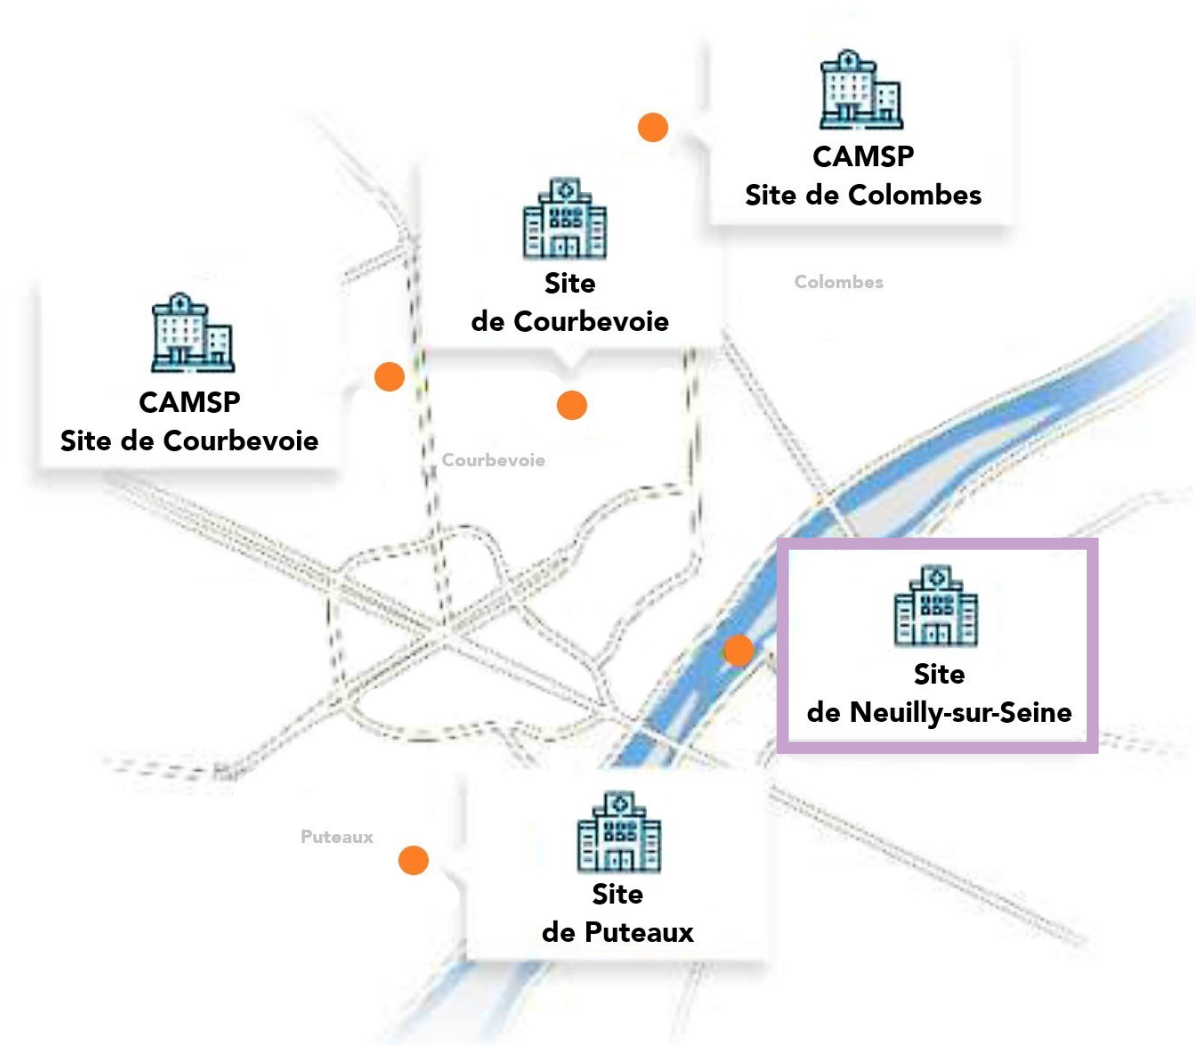 CAMSP
Site de Colombes
Site
de Courbevoie
Colombes
CAMSP
Site de Courbevoie
Courbevoie
Site
de Neuilly-sur-Seine
Puteaux
Site
de Puteaux